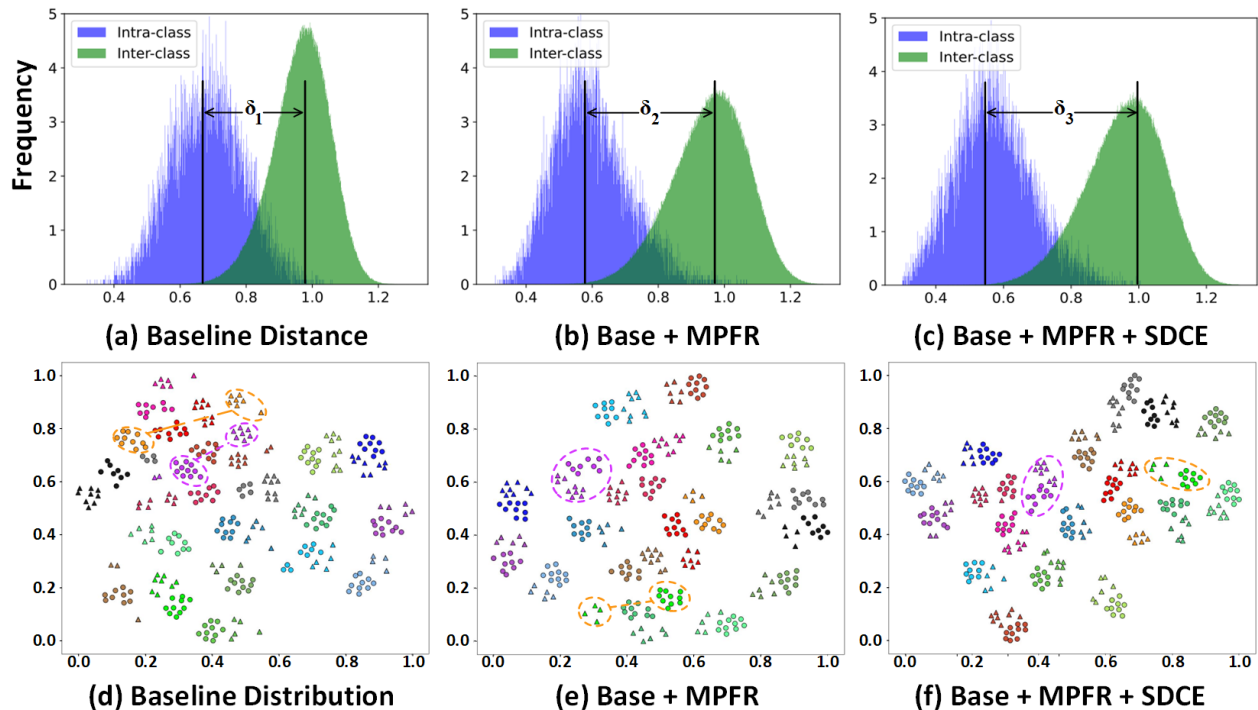 Frequency
5
4
3
2
1
0
Intra-class
Inter-class
δ1
0.4 0.6 0.8 1.0 1.2
(a) Baseline Distance
5
4
3
2
1
0
Intra-class
Inter-class
δ2
0.4 0.6 0.8 1.0 1.2
(b) Base + MPFR
5
4
3
2
1
0
Intra-class
Inter-class
δ3
0.4 0.6 0.8 1.0 1.2
(c) Base + MPFR + SDCE
1.0
0.8
0.6
0.4
0.2
0.0
0.0 0.2 0.4 0.6 0.8 1.0
(d) Baseline Distribution
1.0
0.8
0.6
0.4
0.2
0.0
0.0 0.2 0.4 0.6 0.8 1.0
(e) Base + MPFR
1.0
0.8
0.6
0.4
0.2
0.0
0.0 0.2 0.4 0.6 0.8 1.0
(f) Base + MPFR + SDCE